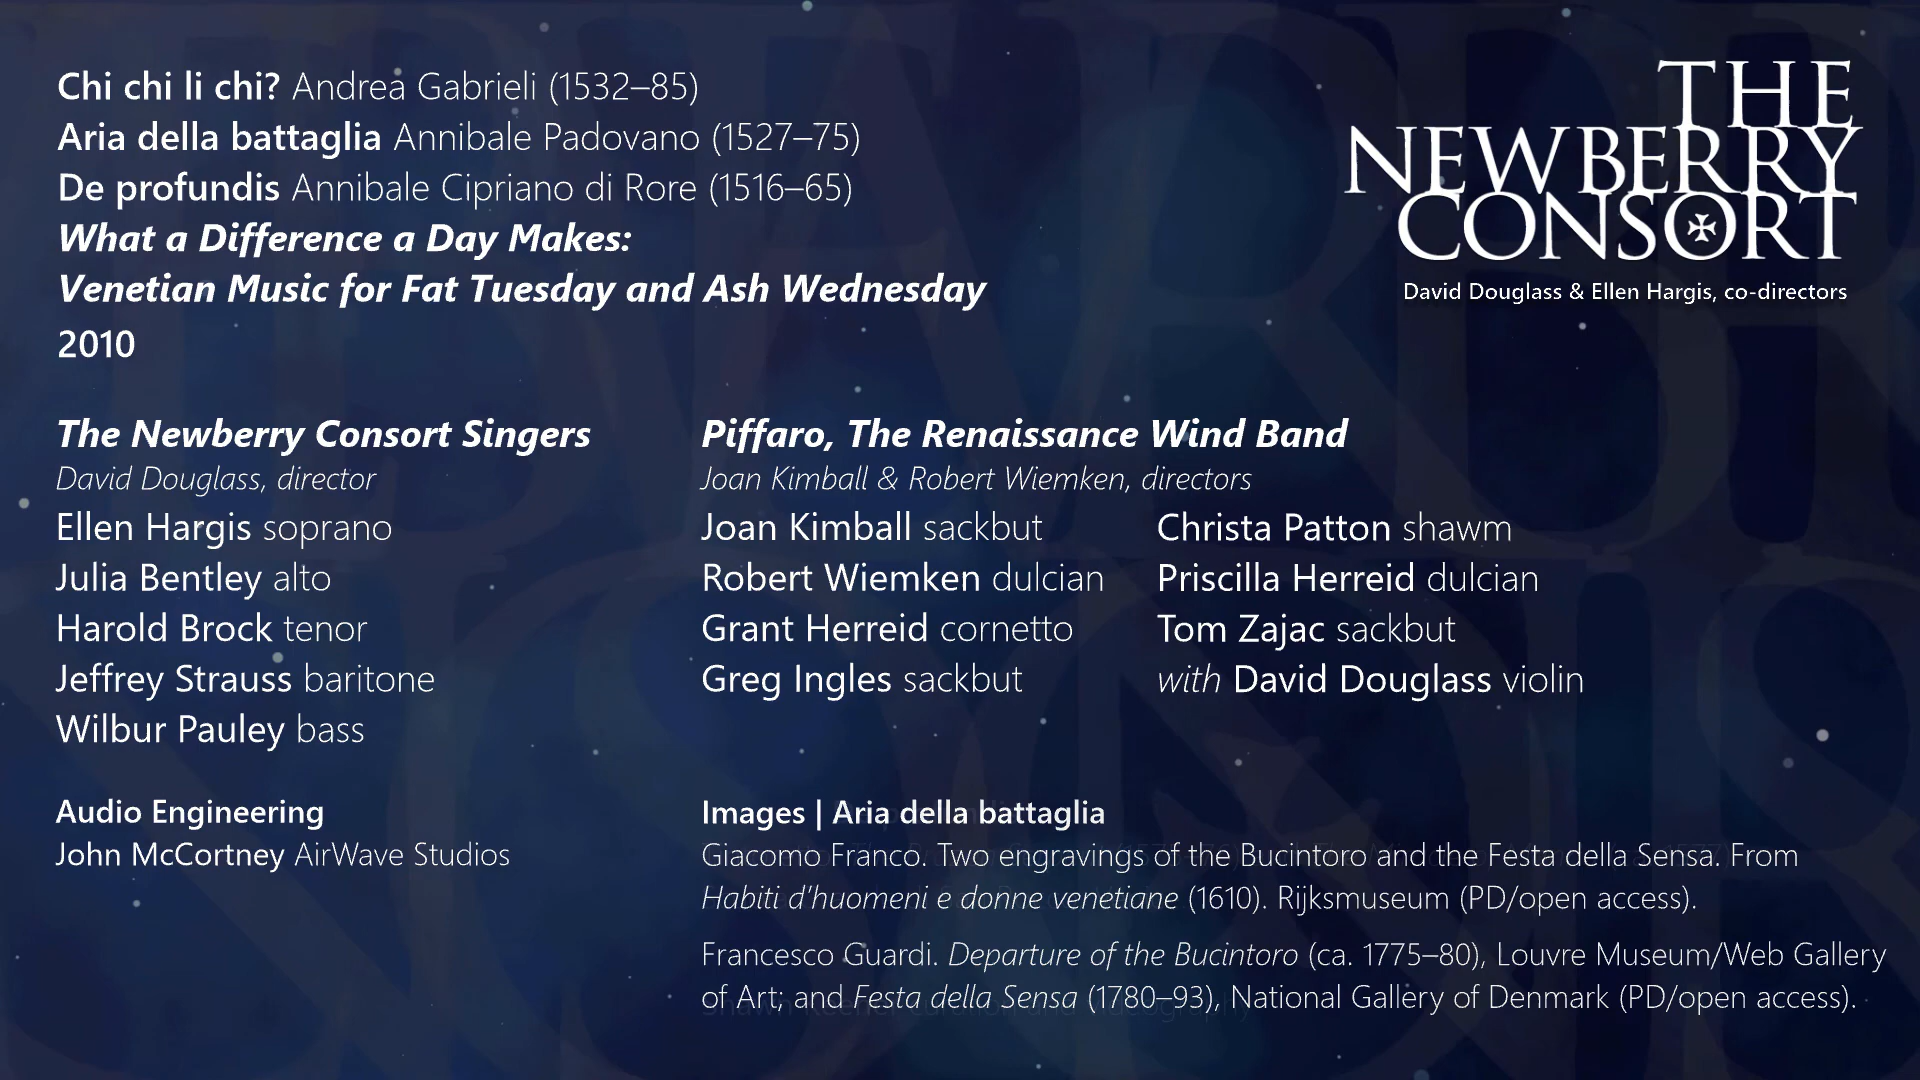 Chi chi li chi? Andrea Gabrieli (1532–85)
Aria della battaglia Annibale Padovano (1527–75)
De profundis Annibale Cipriano di Rore (1516–65)
What a Difference a Day Makes:
Venetian Music for Fat Tuesday and Ash Wednesday
2010
THE
NEWBERRY
CONSORT
David Douglass & Ellen Hargis, co-directors
The Newberry Consort Singers
David Douglass, director
Ellen Hargis soprano
Julia Bentley alto
Harold Brock tenor
Jeffrey Strauss baritone
Wilbur Pauley bass
Piffaro, The Renaissance Wind Band
Joan Kimball & Robert Wiemken, directors
Joan Kimball sackbut
Robert Wiemken dulcian
Grant Herreid cornetto
Greg Ingles sackbut
Christa Patton shawm
Priscilla Herreid dulcian
Tom Zajac sackbut
with David Douglass violin
Audio Engineering
John McCortney AirWave Studios
Images | Aria della battaglia
Giacomo Franco. Two engravings of the Bucintoro and the Festa della Sensa. From
Habiti d'huomeni e donne venetiane (1610). Rijksmuseum (PD/open access).
Francesco Guardi. Departure of the Bucintoro (ca. 1775–80), Louvre Museum/Web Gallery
of Art; and Festa della Sensa (1780–93), National Gallery of Denmark (PD/open access).